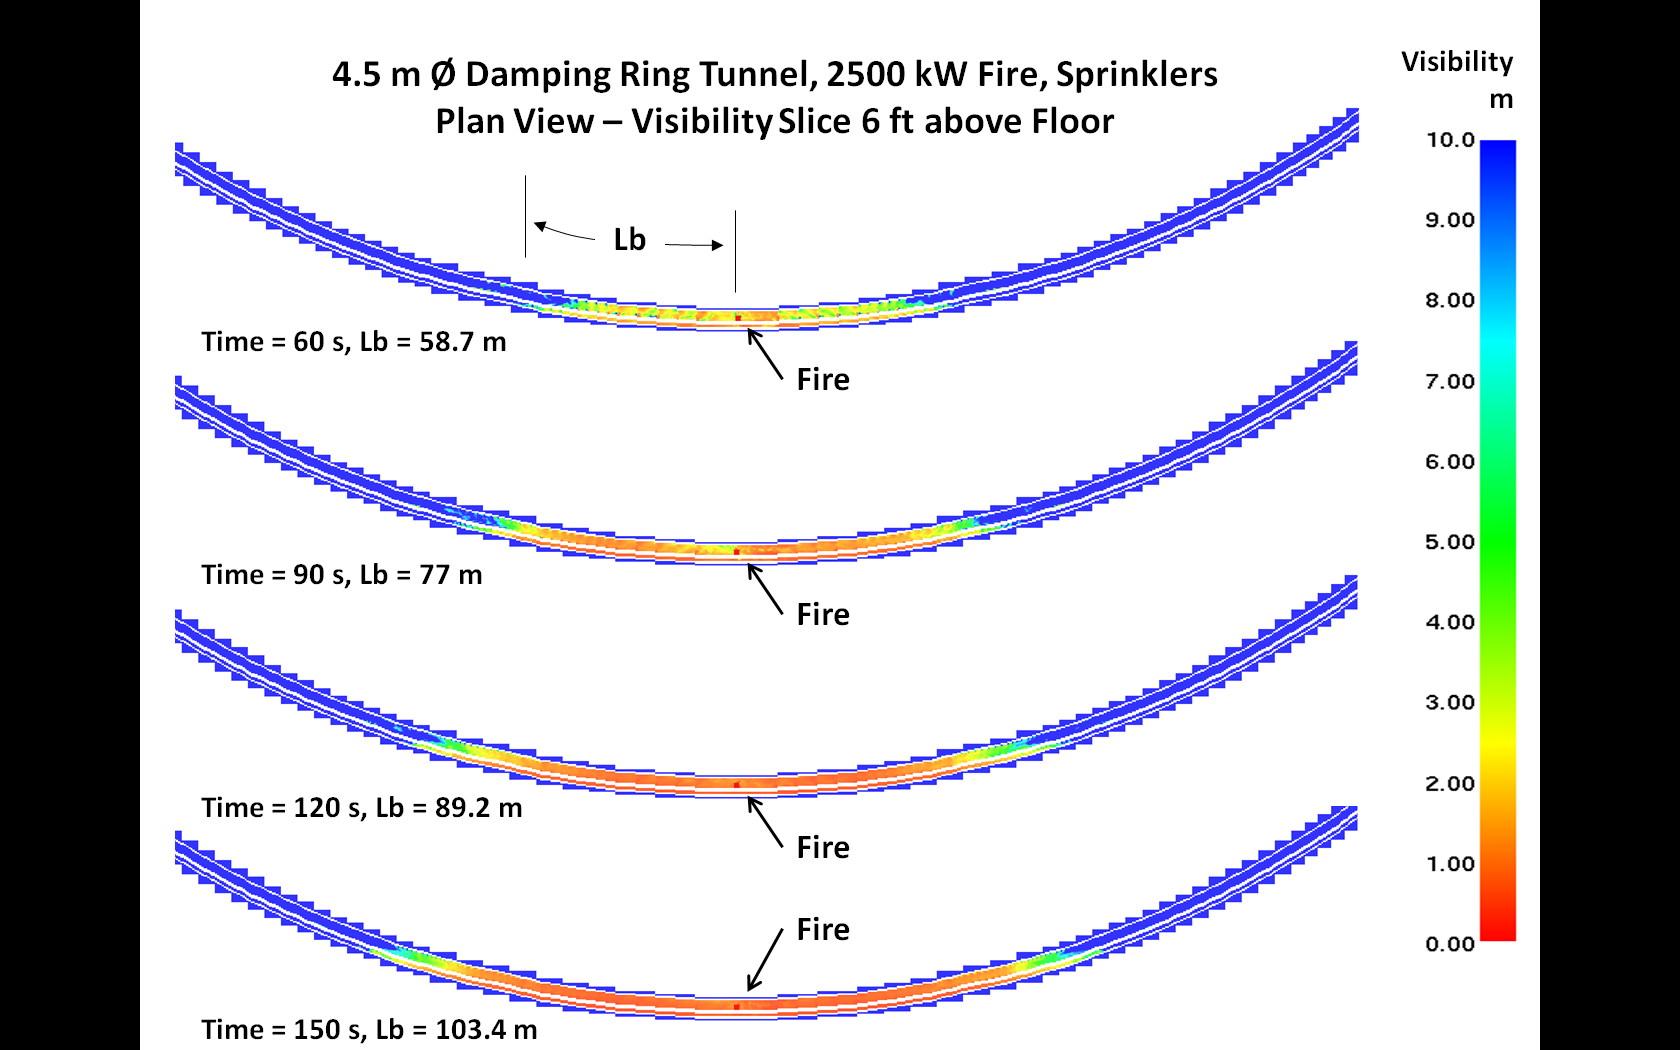 4.5 m Ø Damping Ring Tunnel, 2500 kW Fire, Sprinklers
Plan View – Visibility Slice 6 ft above Floor
Visibility
m
10.0
9.00
8.00
7.00
6.00
5.00
4.00
3.00
2.00
1.00
0.00
Lb
Time = 60 s, Lb = 58.7 m
Fire
Time = 90 s, Lb = 77 m
Fire
Time = 120 s, Lb = 89.2 m
Fire
Fire
Time = 150 s, Lb = 103.4 m